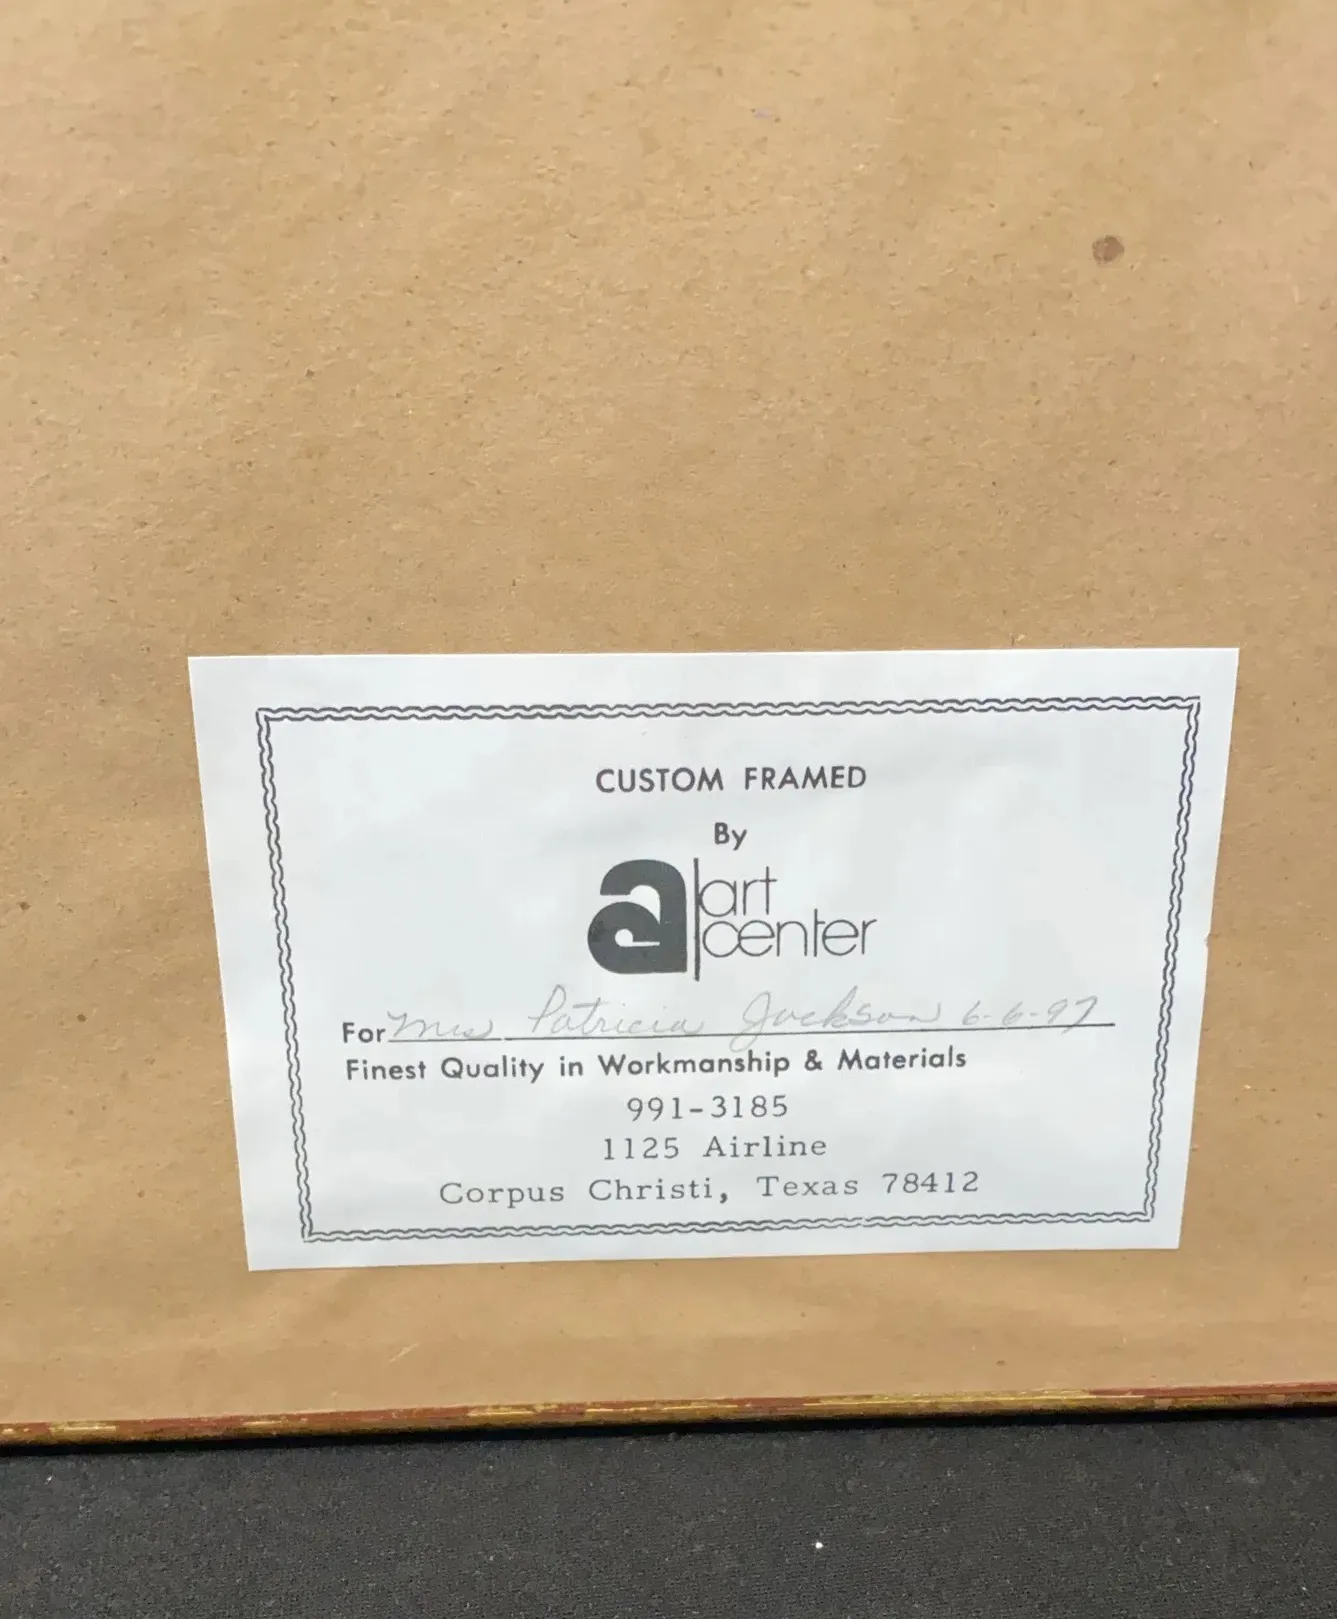 CUSTOM FRAMED
By
a art
center
For Mrs Patricia Jackson 6-6-97
Finest Quality in Workmanship & Materials
991-3185
1125 Airline
Corpus Christi, Texas 78412